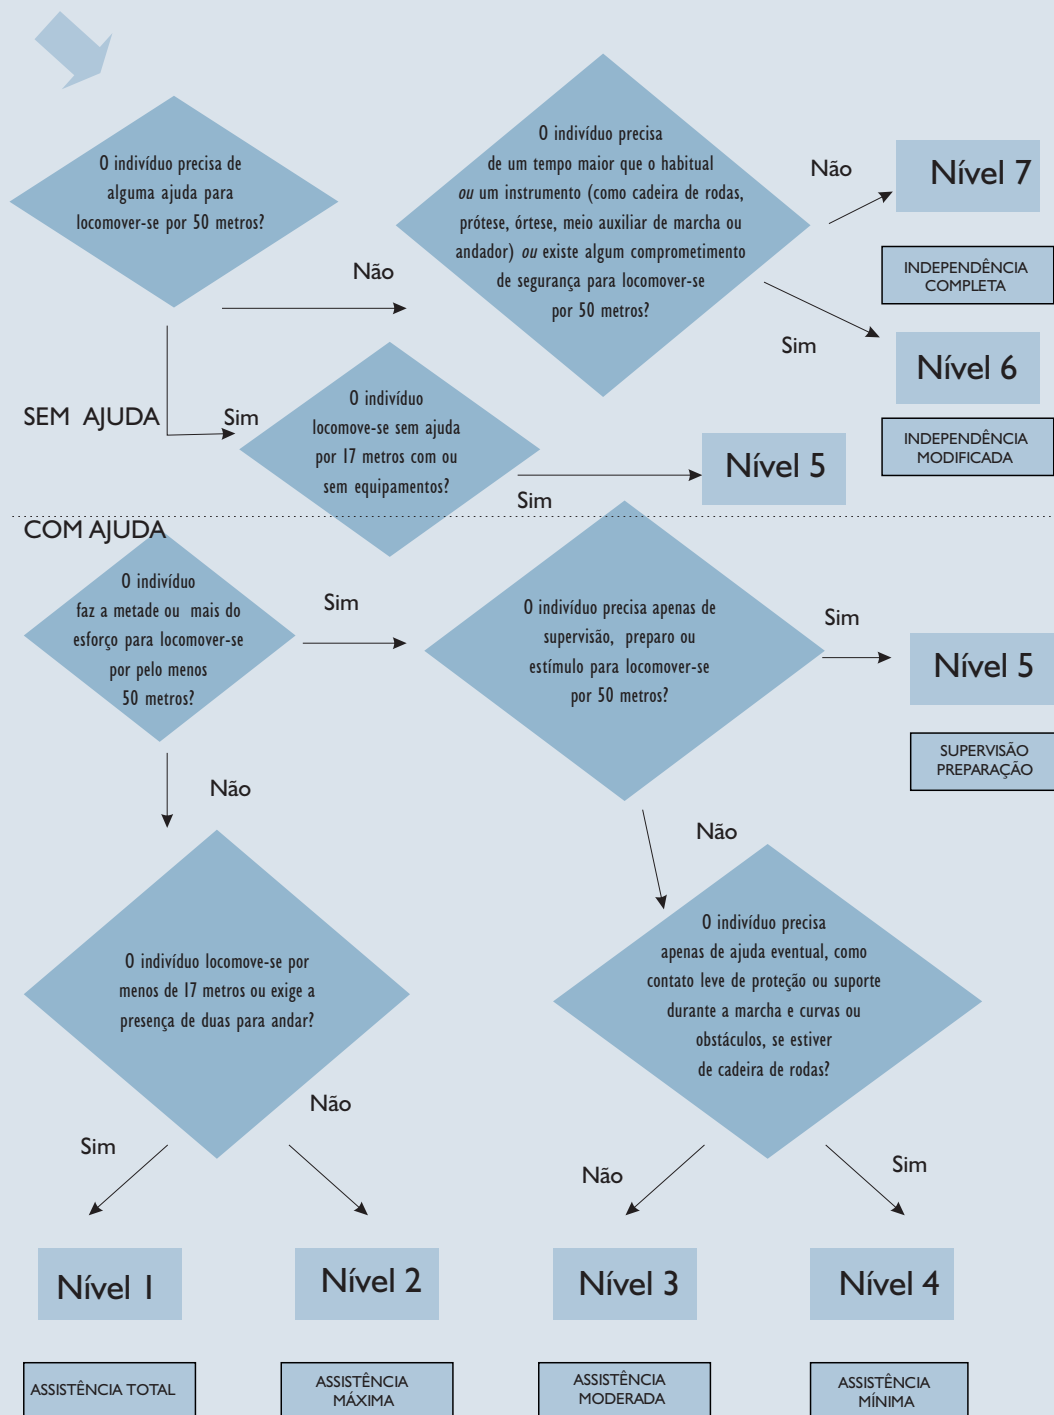 O indivíduo precisa de
alguma ajuda para
locomover-se por 50 metros?
O indivíduo precisa
de um tempo maior que o habitual
ou um instrumento (como cadeira de rodas,
prótese, órtese, meio auxiliar de marcha ou
andador) ou existe algum comprometimento
de segurança para locomover-se
por 50 metros?
Não
Nível 7
INDEPENDÊNCIA
COMPLETA
Não
Sim
Nível 6
INDEPENDÊNCIA
MODIFICADA
SEM AJUDA
Sim
O indivíduo
locomove-se sem ajuda
por 17 metros com ou
sem equipamentos?
Sim
Nível 5
COM AJUDA
O indivíduo
faz a metade ou mais do
esforço para locomover-se
por pelo menos
50 metros?
Sim
O indivíduo precisa apenas de
supervisão, preparo ou
estímulo para locomover-se
por 50 metros?
Sim
Nível 5
SUPERVISÃO
PREPARAÇÃO
Não
Não
O indivíduo locomove-se por
menos de 17 metros ou exige a
presença de duas para andar?
O indivíduo precisa
apenas de ajuda eventual, como
contato leve de proteção ou suporte
durante a marcha e curvas ou
obstáculos, se estiver
de cadeira de rodas?
Sim
Não
Não
Sim
Nível 1
Nível 2
Nível 3
Nível 4
ASSISTÊNCIA TOTAL
ASSISTÊNCIA
MÁXIMA
ASSISTÊNCIA
MODERADA
ASSISTÊNCIA
MÍNIMA